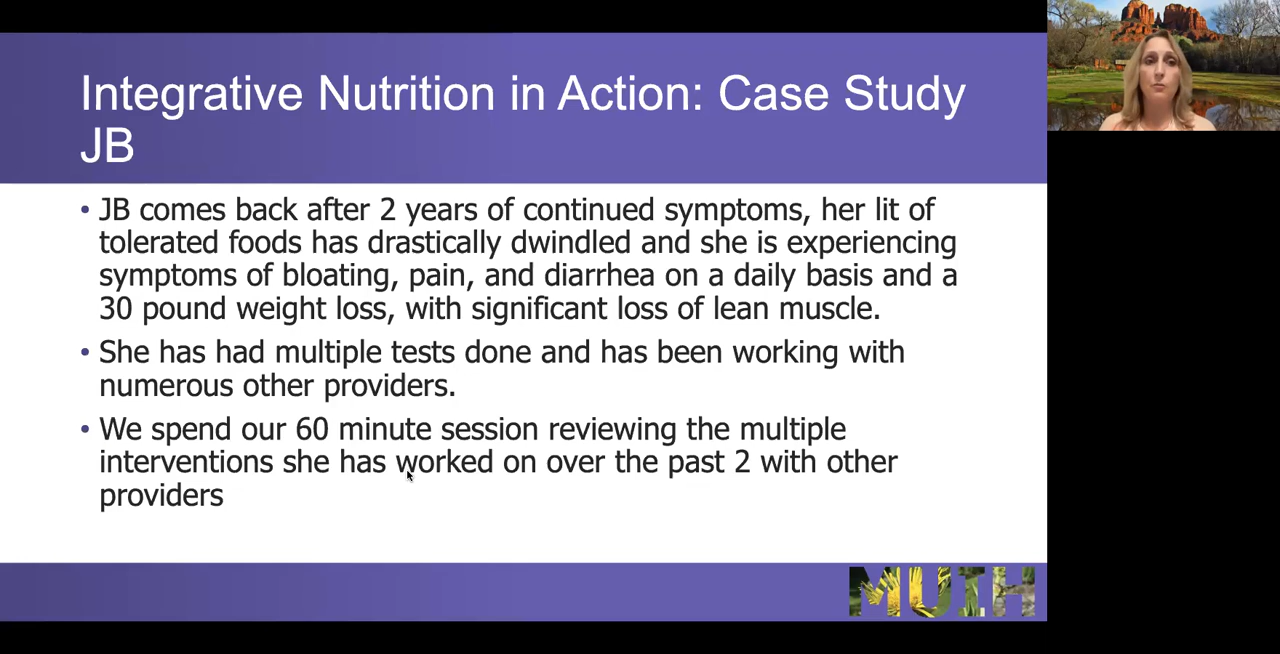 Integrative Nutrition in Action: Case Study
JB
• JB comes back after 2 years of continued symptoms, her lit of
tolerated foods has drastically dwindled and she is experiencing
symptoms of bloating, pain, and diarrhea on a daily basis and a
30 pound weight loss, with significant loss of lean muscle.
• She has had multiple tests done and has been working with
numerous other providers.
• We spend our 60 minute session reviewing the multiple
interventions she has worked on over the past 2 with other
providers
MUIH